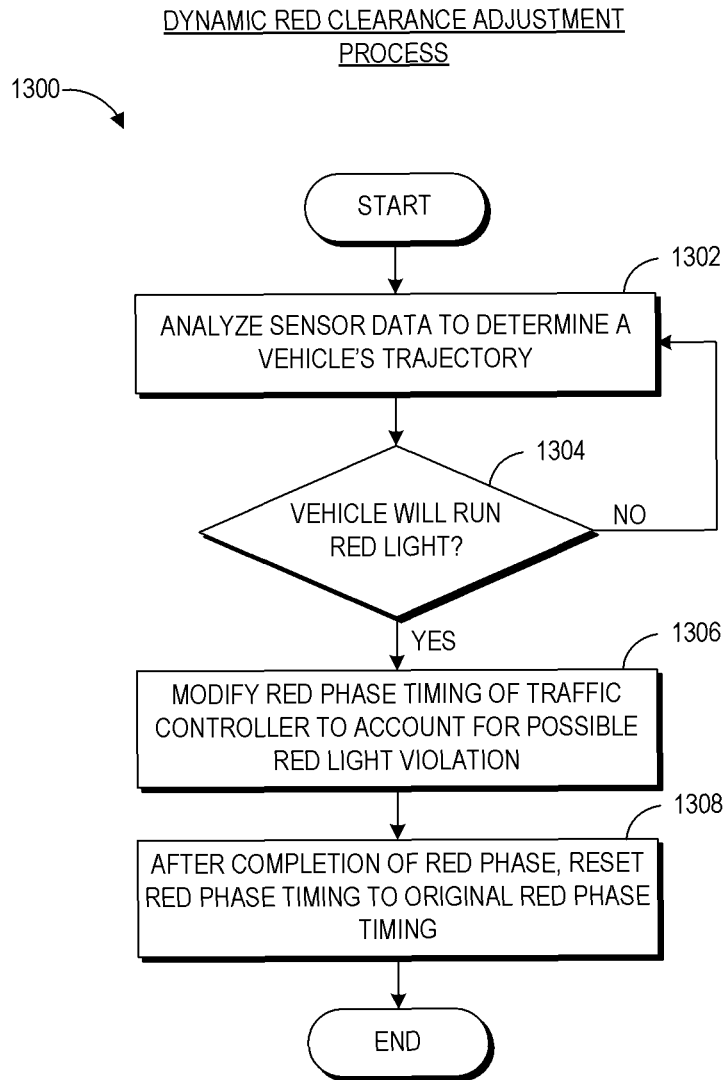 DYNAMIC RED CLEARANCE ADJUSTMENT
PROCESS
1300
START
1302
ANALYZE SENSOR DATA TO DETERMINE A
VEHICLE'S TRAJECTORY
1304
VEHICLE WILL RUN
RED LIGHT?
NO
YES
1306
MODIFY RED PHASE TIMING OF TRAFFIC
CONTROLLER TO ACCOUNT FOR POSSIBLE
RED LIGHT VIOLATION
1308
AFTER COMPLETION OF RED PHASE, RESET
RED PHASE TIMING TO ORIGINAL RED PHASE
TIMING
END